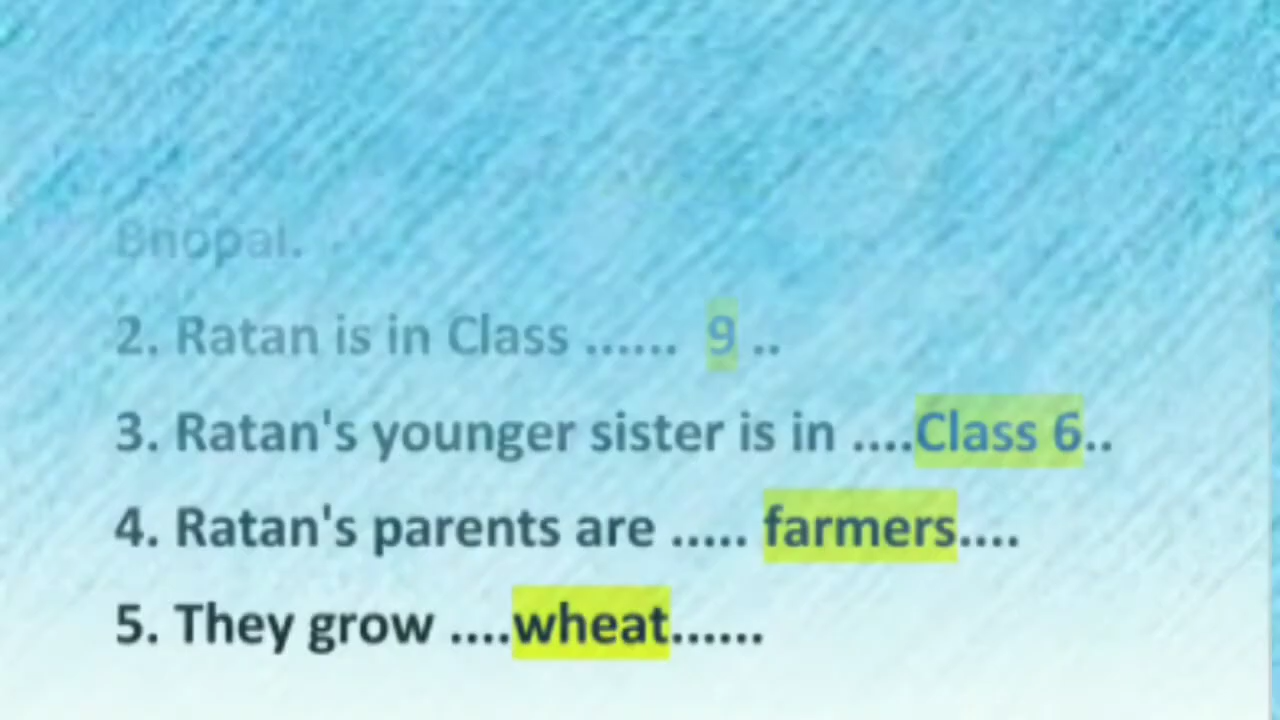 Bhopal.
2. Ratan is in Class ...... 9 ..
3. Ratan's younger sister is in ....Class 6..
4. Ratan's parents are ..... farmers....
5. They grow ....wheat......